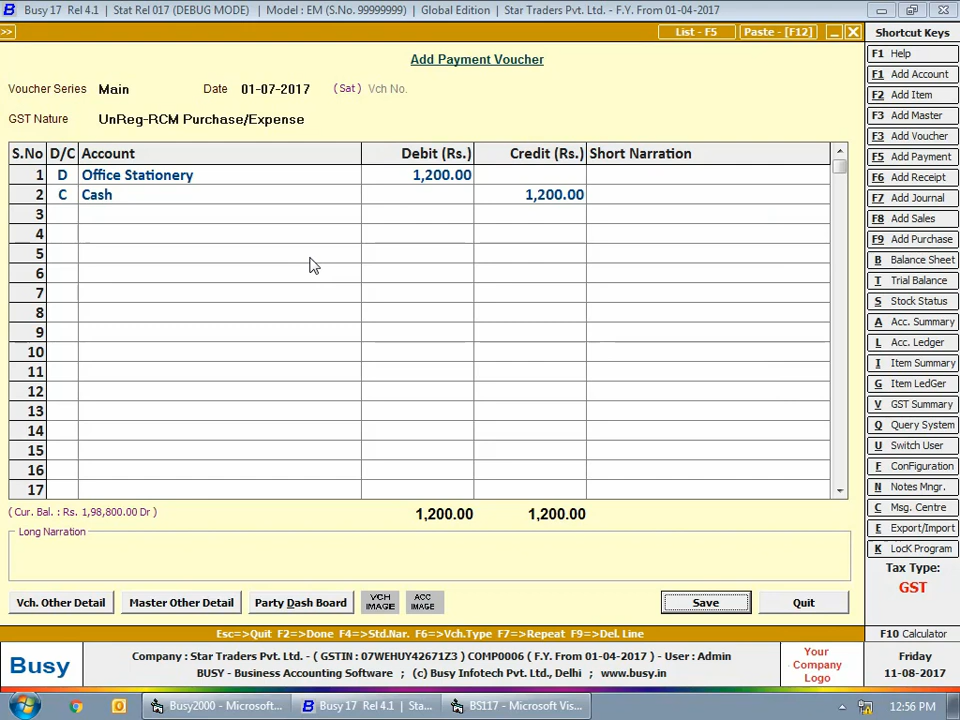 Busy 17 Rel 4.1 | Stat Rel 017 (DEBUG MODE) | Model : EM (S.No. 99999999) | Global Edition | Star Traders Pvt. Ltd. - F.Y. From 01-04-2017
>> List - F5 Paste - [F12]
Add Payment Voucher
Voucher Series Main Date 01-07-2017 (Sat) Vch No.
GST Nature UnReg-RCM Purchase/Expense
S.No D/C Account Debit (Rs.) Credit (Rs.) Short Narration
1 D Office Stationery 1,200.00
2 C Cash 1,200.00
3
4
5
6
7
8
9
10
11
12
13
14
15
16
17
( Cur. Bal. : Rs. 1,98,800.00 Dr ) 1,200.00 1,200.00
Long Narration
Vch. Other Detail Master Other Detail Party Dash Board VCH IMAGE ACC IMAGE Save Quit
Esc=>Quit F2=>Done F4=>Std.Nar. F6=>Vch.Type F7=>Repeat F9=>Del. Line
Busy
Company : Star Traders Pvt. Ltd. - ( GSTIN : 07WEHUY42671Z3 ) COMP0006 ( F.Y. From 01-04-2017 ) - User : Admin
BUSY - Business Accounting Software ; (c) Busy Infotech Pvt. Ltd., Delhi ; www.busy.in
Your
Company
Logo
Shortcut Keys
F1 Help
F1 Add Account
F2 Add Item
F3 Add Master
F3 Add Voucher
F5 Add Payment
F6 Add Receipt
F7 Add Journal
F8 Add Sales
F9 Add Purchase
B Balance Sheet
T Trial Balance
S Stock Status
A Acc. Summary
L Acc. Ledger
I Item Summary
G Item LedGer
V GST Summary
Q Query System
U Switch User
F ConFiguration
N Notes Mngr.
C Msg. Centre
E Export/Import
K LocK Program
Tax Type:
GST
F10 Calculator
Friday
11-08-2017
Busy2000 - Microsoft... Busy 17 Rel 4.1 | Sta... BS117 - Microsoft Vis... 12:56 PM